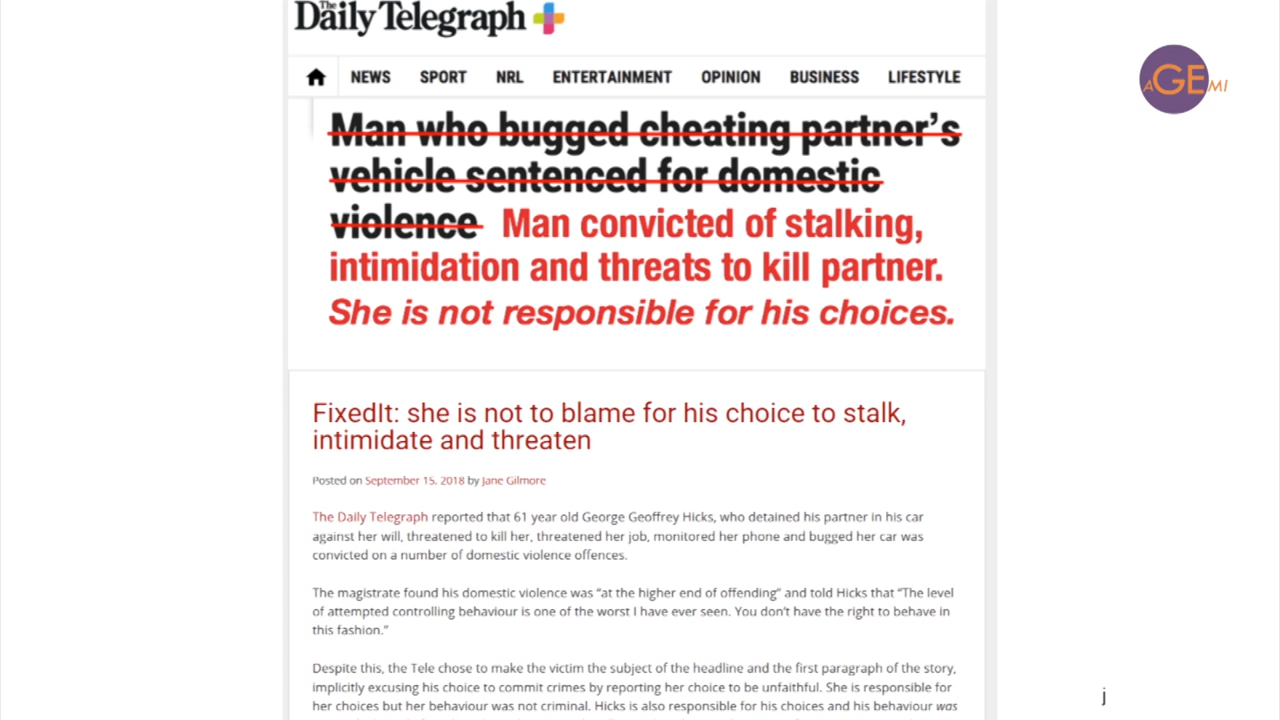 The
Daily Telegraph
NEWS SPORT NRL ENTERTAINMENT OPINION BUSINESS LIFESTYLE
AGEMI
Man who bugged cheating partner's
vehicle sentenced for domestic
violence Man convicted of stalking,
intimidation and threats to kill partner.
She is not responsible for his choices.
FixedIt: she is not to blame for his choice to stalk,
intimidate and threaten
Posted on September 15, 2018 by Jane Gilmore
The Daily Telegraph reported that 61 year old George Geoffrey Hicks, who detained his partner in his car
against her will, threatened to kill her, threatened her job, monitored her phone and bugged her car was
convicted on a number of domestic violence offences.
The magistrate found his domestic violence was “at the higher end of offending” and told Hicks that “The level
of attempted controlling behaviour is one of the worst I have ever seen. You don’t have the right to behave in
this fashion.”
Despite this, the Tele chose to make the victim the subject of the headline and the first paragraph of the story,
implicitly excusing his choice to commit crimes by reporting her choice to be unfaithful. She is responsible for
her choices but her behaviour was not criminal. Hicks is also responsible for his choices and his behaviour was
j